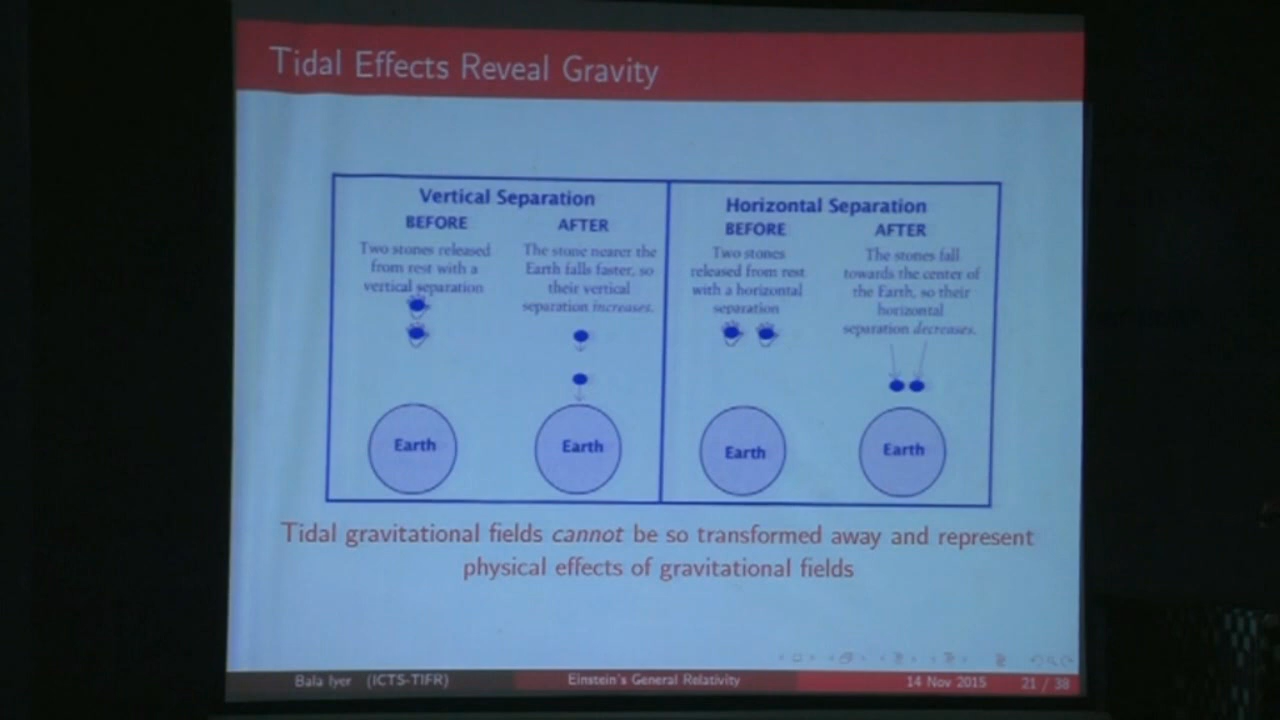 Tidal Effects Reveal Gravity
Vertical Separation
BEFORE
Two stones released
from rest with a
vertical separation
AFTER
The stone nearer the
Earth falls faster, so
their vertical
separation increases.
Earth
Earth
Horizontal Separation
BEFORE
Two stones
released from rest
with a horizontal
separation
AFTER
The stones fall
towards the center of
the Earth, so their
horizontal
separation decreases.
Earth
Earth
Tidal gravitational fields cannot be so transformed away and represent
physical effects of gravitational fields
Bala Iyer (ICTS-TIFR)
Einstein's General Relativity
14 Nov 2015
21 / 38